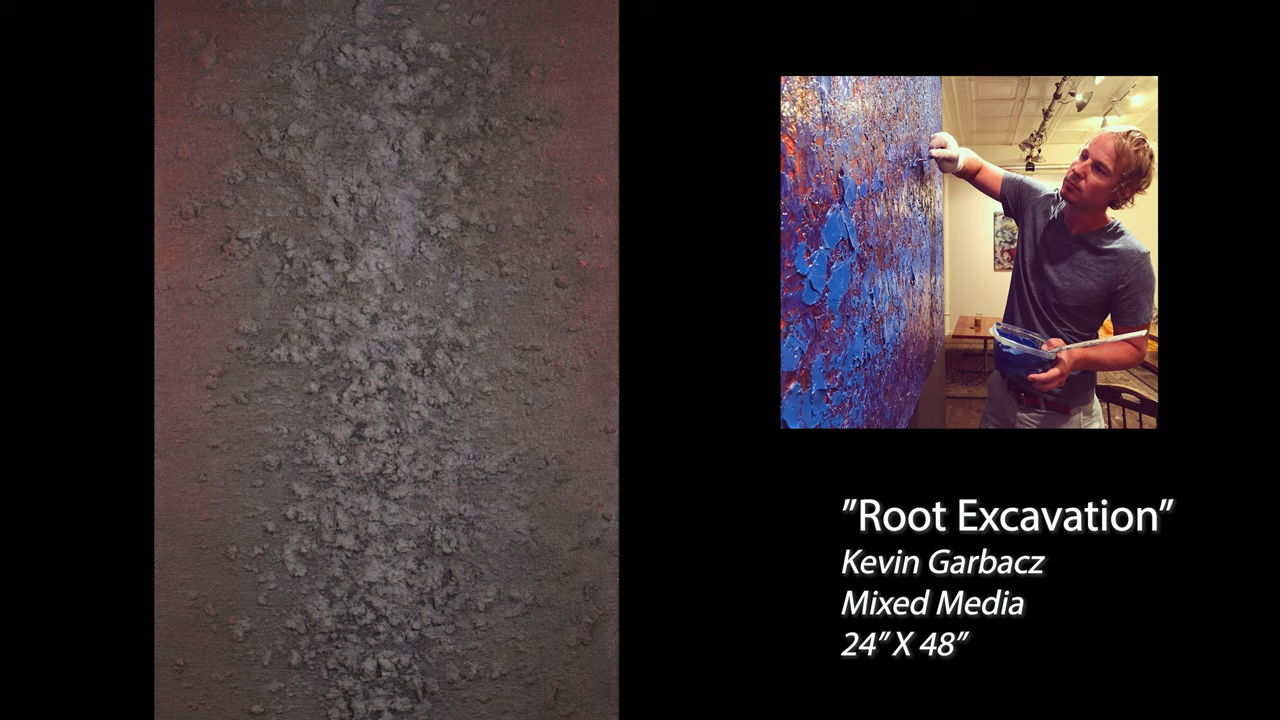 "Root Excavation"
Kevin Garbacz
Mixed Media
24" X 48"